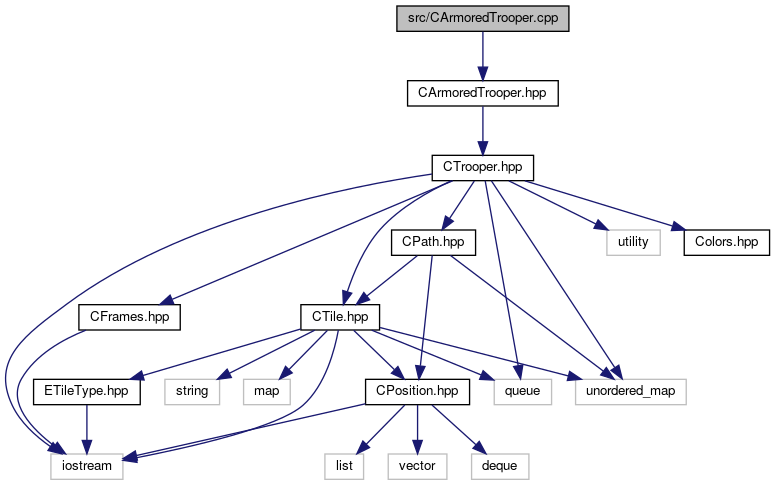 src/CArmoredTrooper.cpp
CArmoredTrooper.hpp
CTrooper.hpp
CPath.hpp
utility
Colors.hpp
CFrames.hpp
CTile.hpp
ETileType.hpp
string
map
CPosition.hpp
queue
unordered_map
iostream
list
vector
deque